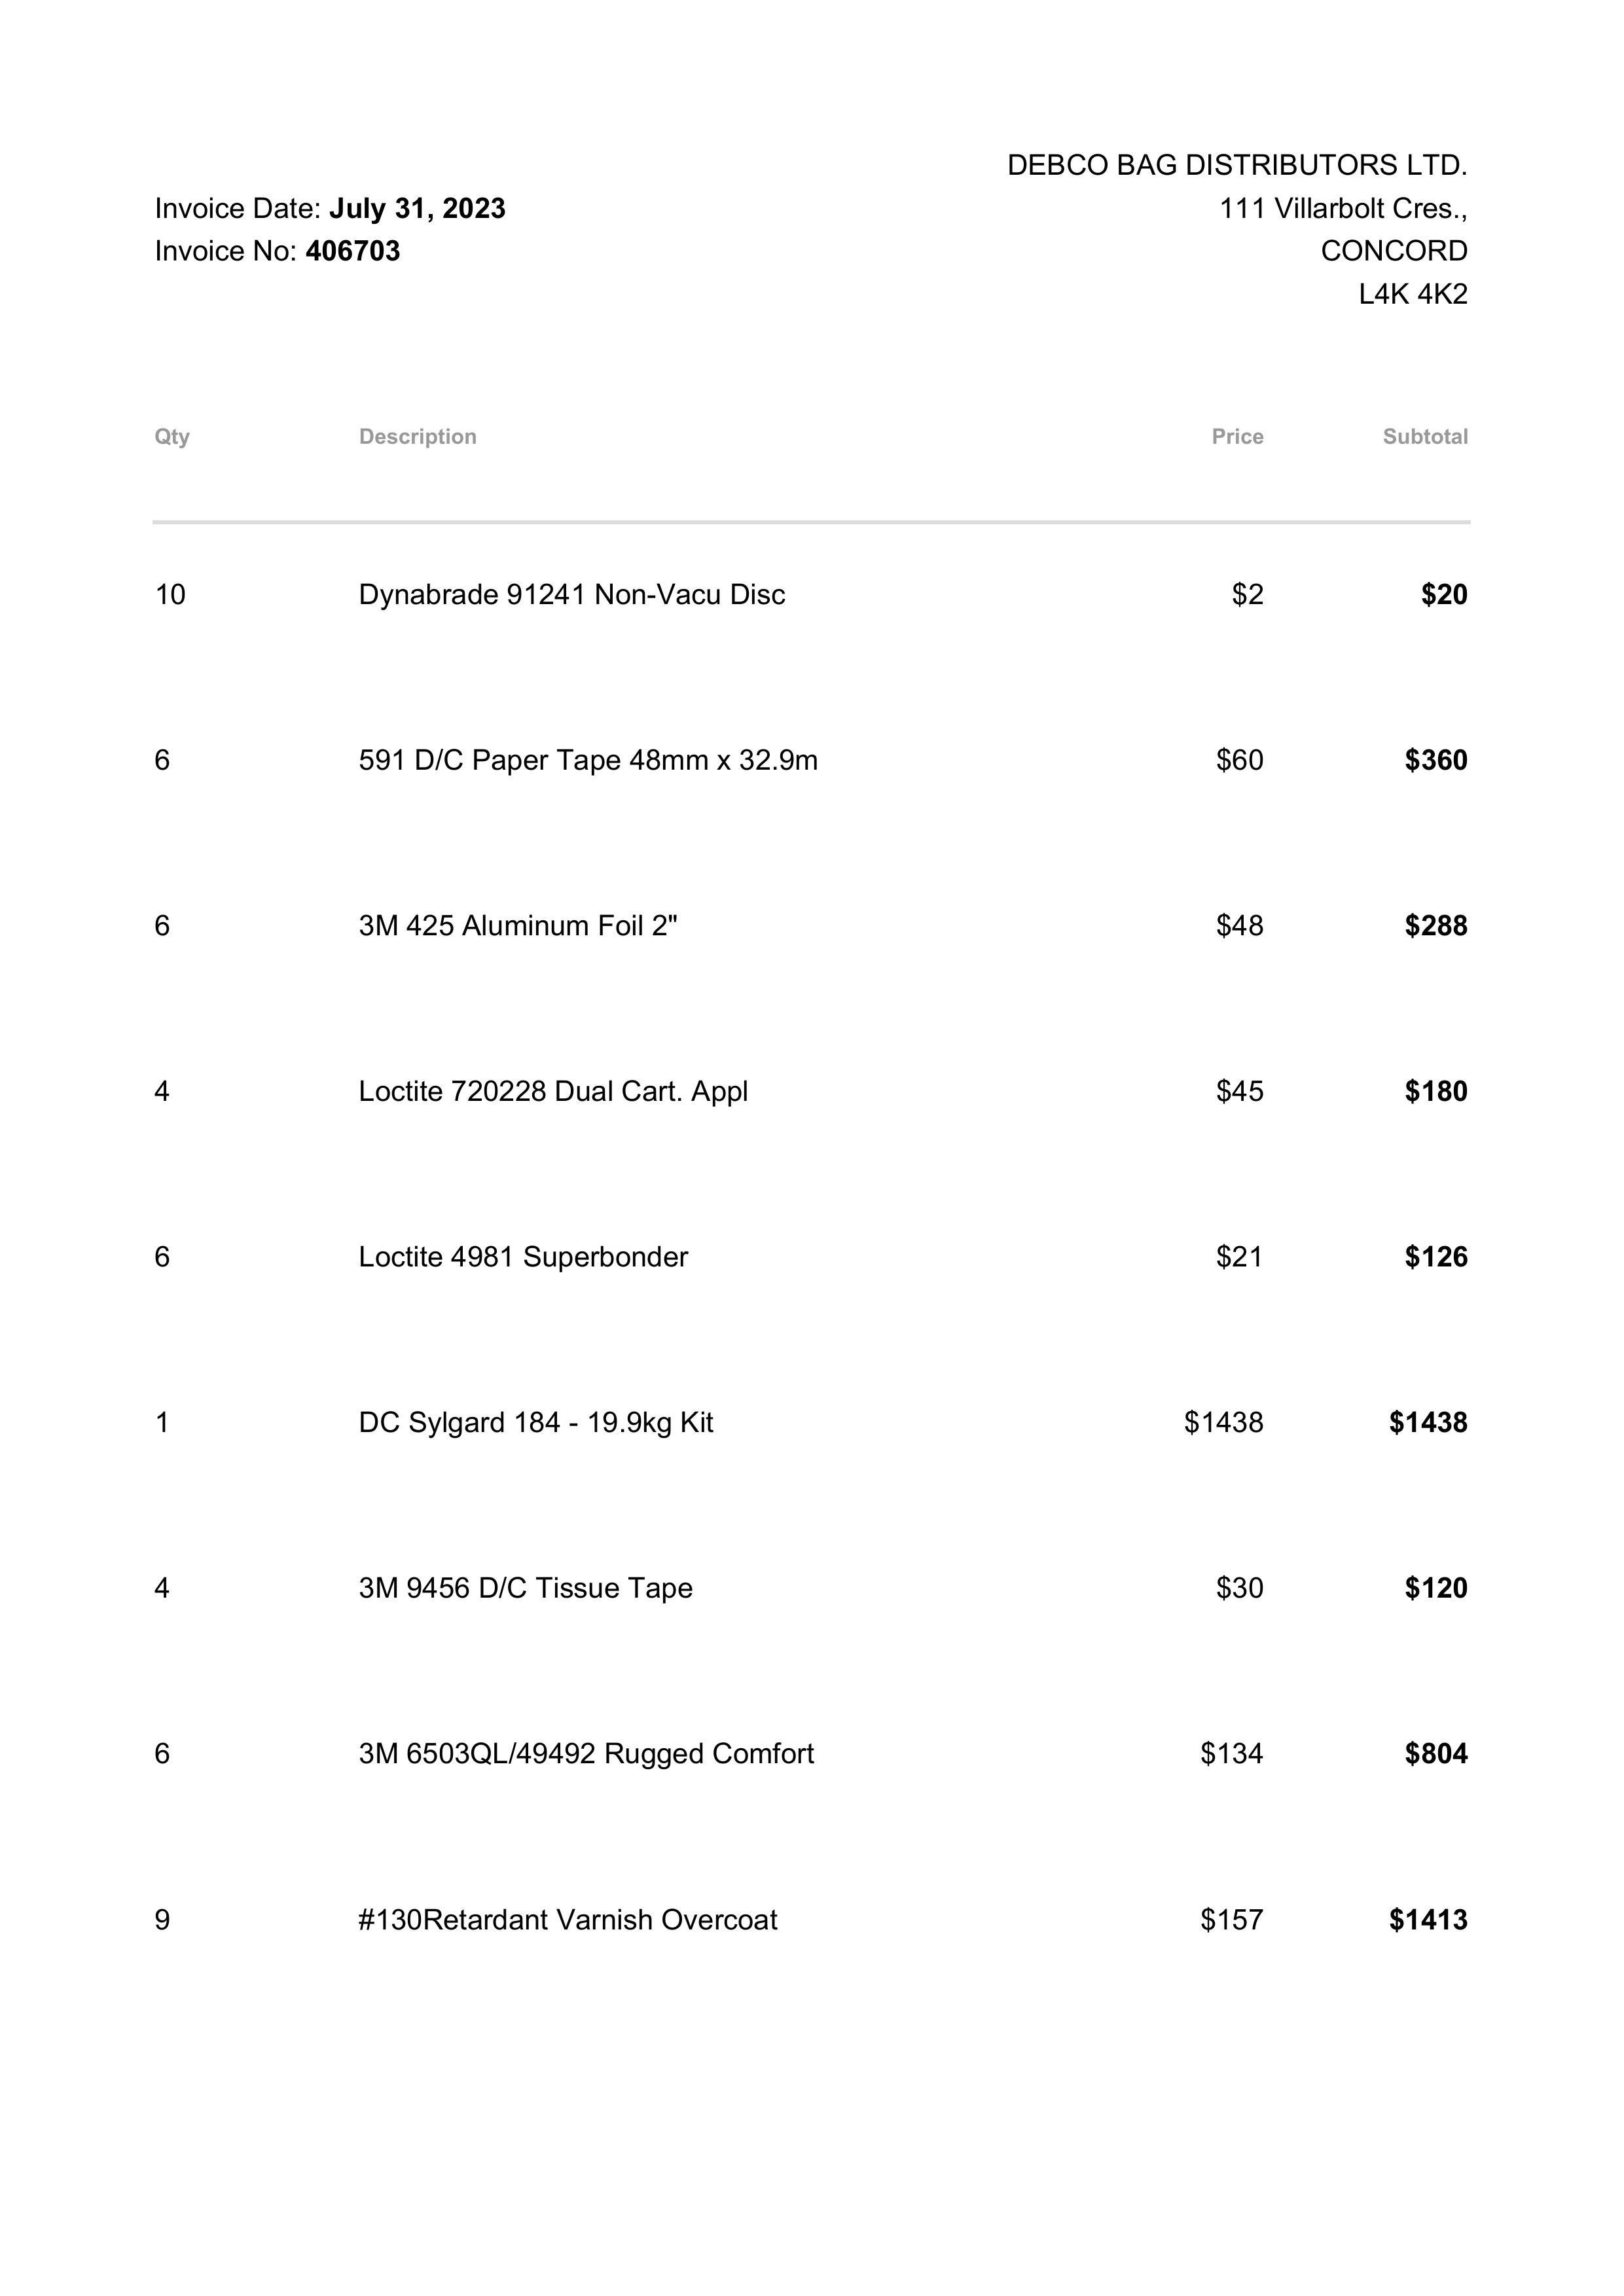 DEBCO BAG DISTRIBUTORS LTD.
Invoice Date: July 31, 2023 111 Villarbolt Cres.,
Invoice No: 406703 CONCORD
L4K 4K2
Qty Description Price Subtotal
10 Dynabrade 91241 Non-Vacu Disc $2 $20
6 591 D/C Paper Tape 48mm x 32.9m $60 $360
6 3M 425 Aluminum Foil 2" $48 $288
4 Loctite 720228 Dual Cart. Appl $45 $180
6 Loctite 4981 Superbonder $21 $126
1 DC Sylgard 184 - 19.9kg Kit $1438 $1438
4 3M 9456 D/C Tissue Tape $30 $120
6 3M 6503QL/49492 Rugged Comfort $134 $804
9 #130Retardant Varnish Overcoat $157 $1413